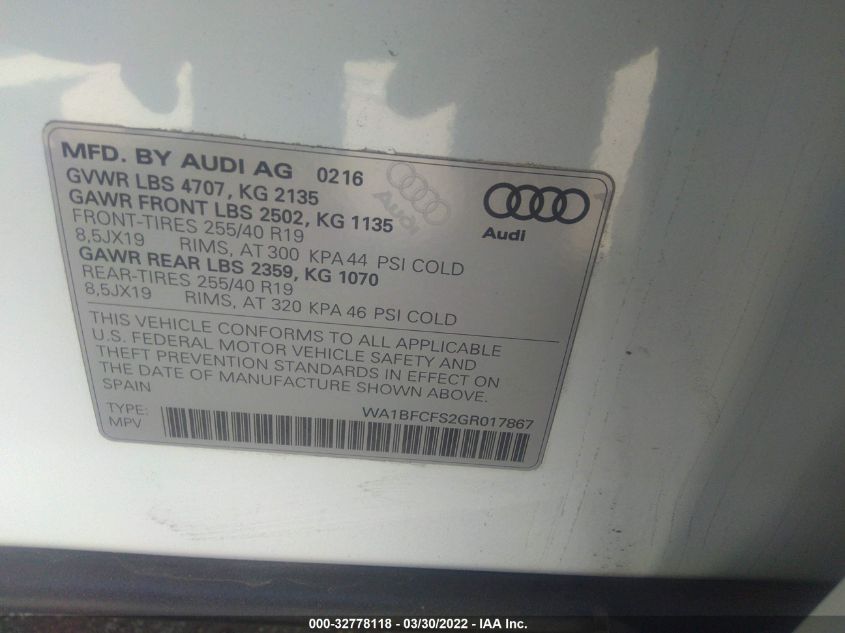 MFD. BY AUDI AG 0216
GVWR LBS 4707, KG 2135
GAWR FRONT LBS 2502, KG 1135
FRONT-TIRES 255/40 R19
8,5JX19 RIMS, AT 300 KPA 44 PSI COLD
GAWR REAR LBS 2359, KG 1070
REAR-TIRES 255/40 R19
8,5JX19 RIMS, AT 320 KPA 46 PSI COLD
Audi
Audi
THIS VEHICLE CONFORMS TO ALL APPLICABLE
U.S. FEDERAL MOTOR VEHICLE SAFETY AND
THEFT PREVENTION STANDARDS IN EFFECT ON
THE DATE OF MANUFACTURE SHOWN ABOVE.
SPAIN
WA1BFCFS2GR017867
TYPE:
MPV
000-32778118 - 03/30/2022 - IAA Inc.